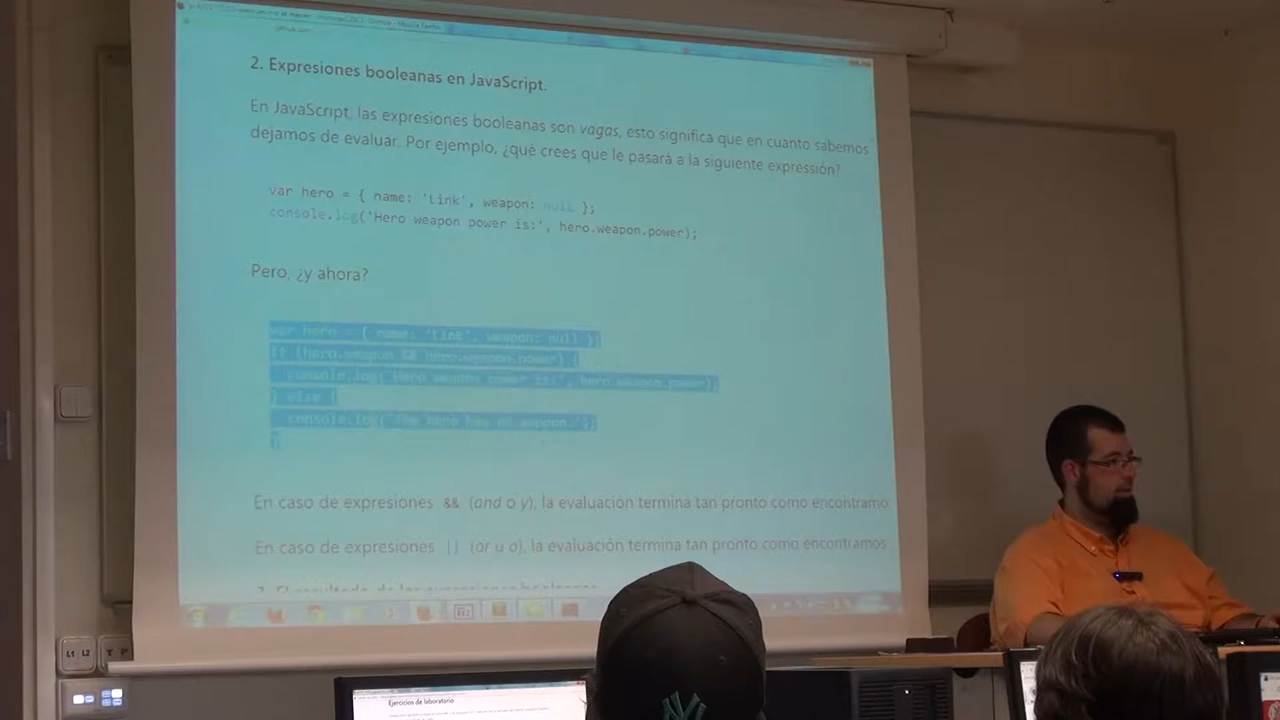 2. Expresiones booleanas en JavaScript.
En JavaScript, las expresiones booleanas son vagas, esto significa que en cuanto sabemos
dejamos de evaluar. Por ejemplo, ¿qué crees que le pasará a la siguiente expressión?
var hero = { name: 'Link', weapon: null };
console.log('Hero weapon power is:', hero.weapon.power);
Pero, ¿y ahora?
var hero = { name: 'Link', weapon: null };
if (hero.weapon && hero.weapon.power) {
console.log('Hero weapon power is:', hero.weapon.power);
} else {
console.log('The hero has no weapon.');
}
En caso de expresiones && (and o y), la evaluación termina tan pronto como encontramo
En caso de expresiones || (or u o), la evaluación termina tan pronto como encontramos
L1 L2
T P
Ejercicios de laboratorio
NY